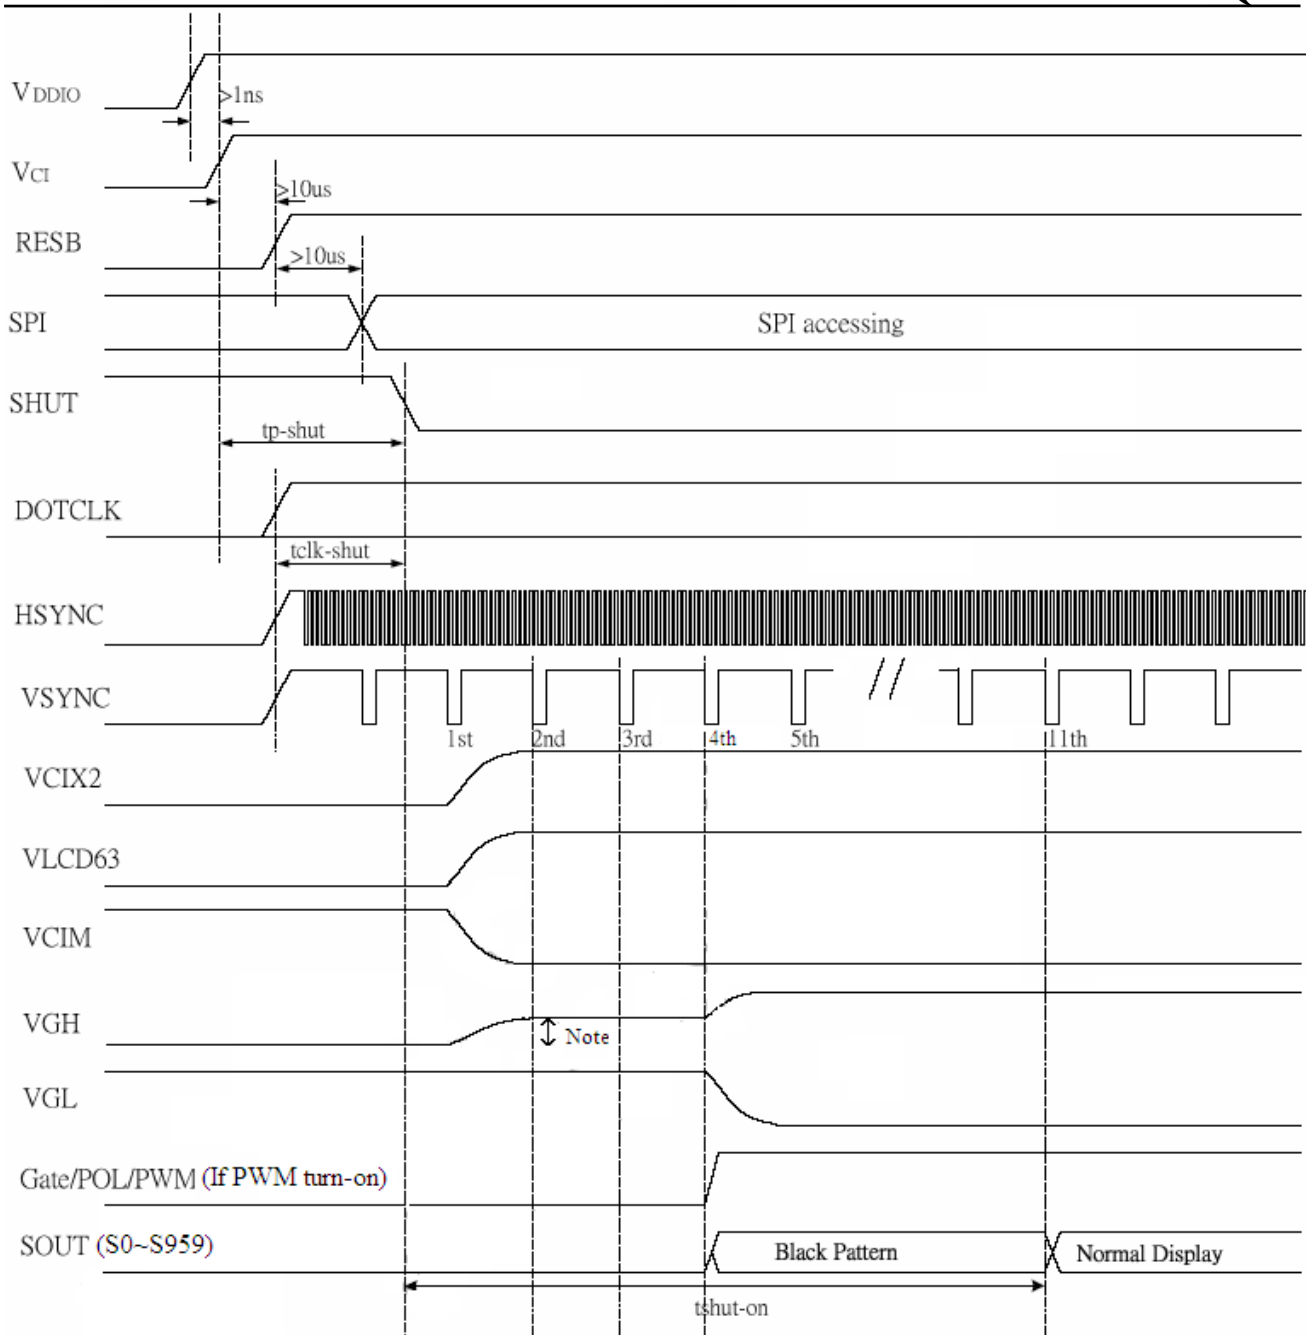 VDDIO
>1ns
VCI
>10us
RESB
>10us
SPI
SPI accessing
SHUT
tp-shut
DOTCLK
tclk-shut
HSYNC
VSYNC
1st 2nd 3rd 4th 5th 11th
VCIX2
VLCD63
VCIM
VGH
Note
VGL
Gate/POL/PWM (If PWM turn-on)
SOUT (S0~S959)
Black Pattern
Normal Display
tshut-on